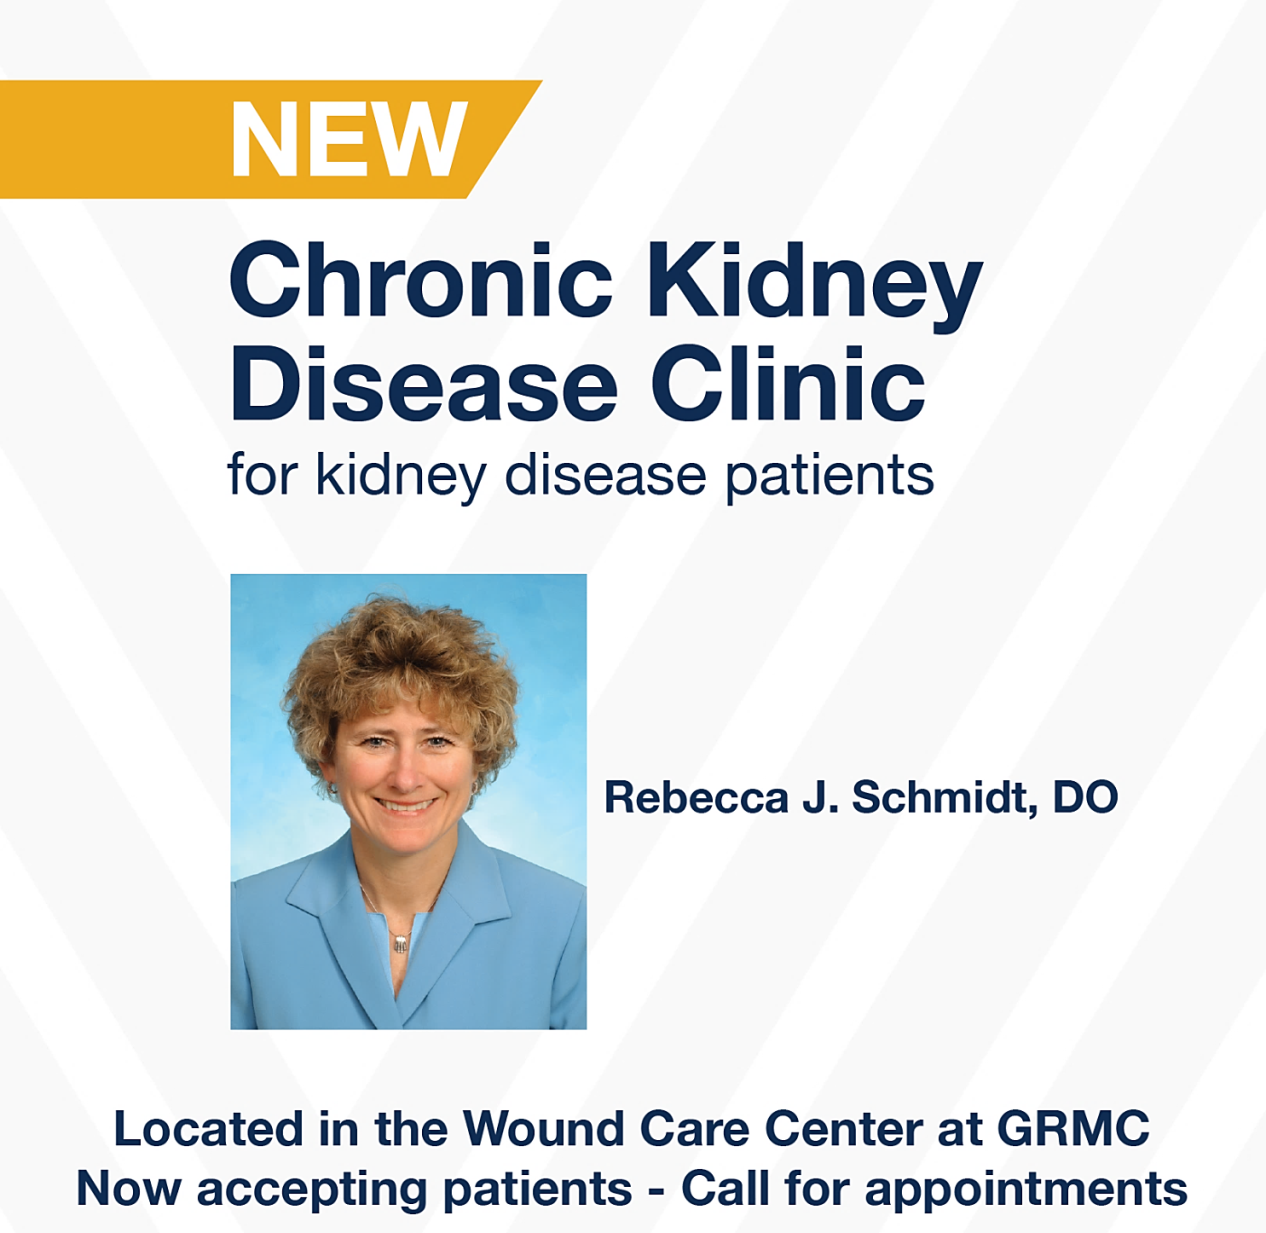 NEW
Chronic Kidney
Disease Clinic
for kidney disease patients
Rebecca J. Schmidt, DO
Located in the Wound Care Center at GRMC
Now accepting patients - Call for appointments